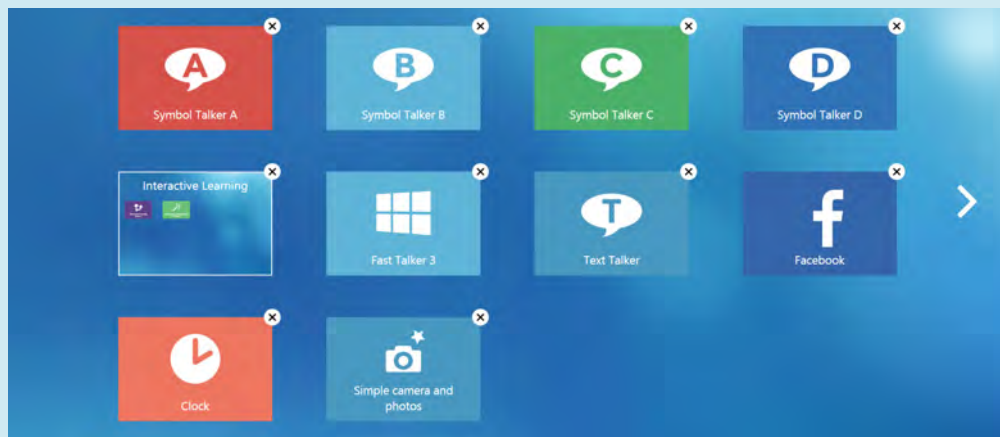 A
Symbol Talker A
B
Symbol Talker B
C
Symbol Talker C
D
Symbol Talker D
Interactive Learning
Fast Talker 3
T
Text Talker
f
Facebook
Clock
Simple camera and
photos